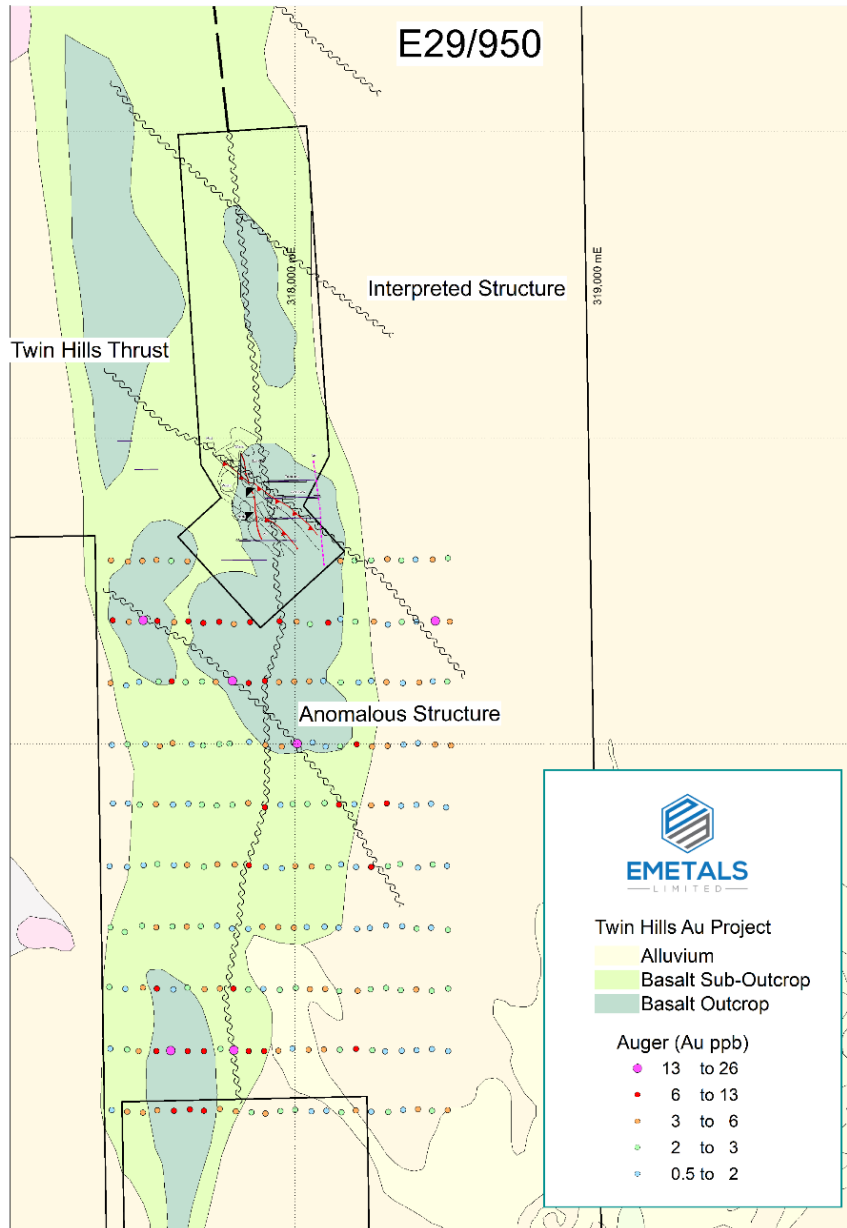 E29/950
318,000 mE
319,000 mE
Interpreted Structure
Twin Hills Thrust
Anomalous Structure
EMETALS
LIMITED
Twin Hills Au Project
Alluvium
Basalt Sub-Outcrop
Basalt Outcrop
Auger (Au ppb)
13 to 26
6 to 13
3 to 6
2 to 3
0.5 to 2